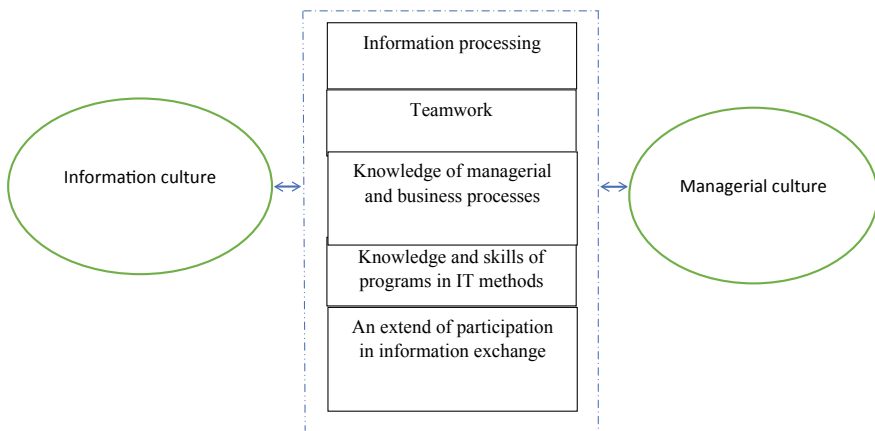 Information processing
Teamwork
Information culture
Knowledge of managerial
and business processes
Managerial culture
Knowledge and skills of
programs in IT methods
An extend of participation
in information exchange